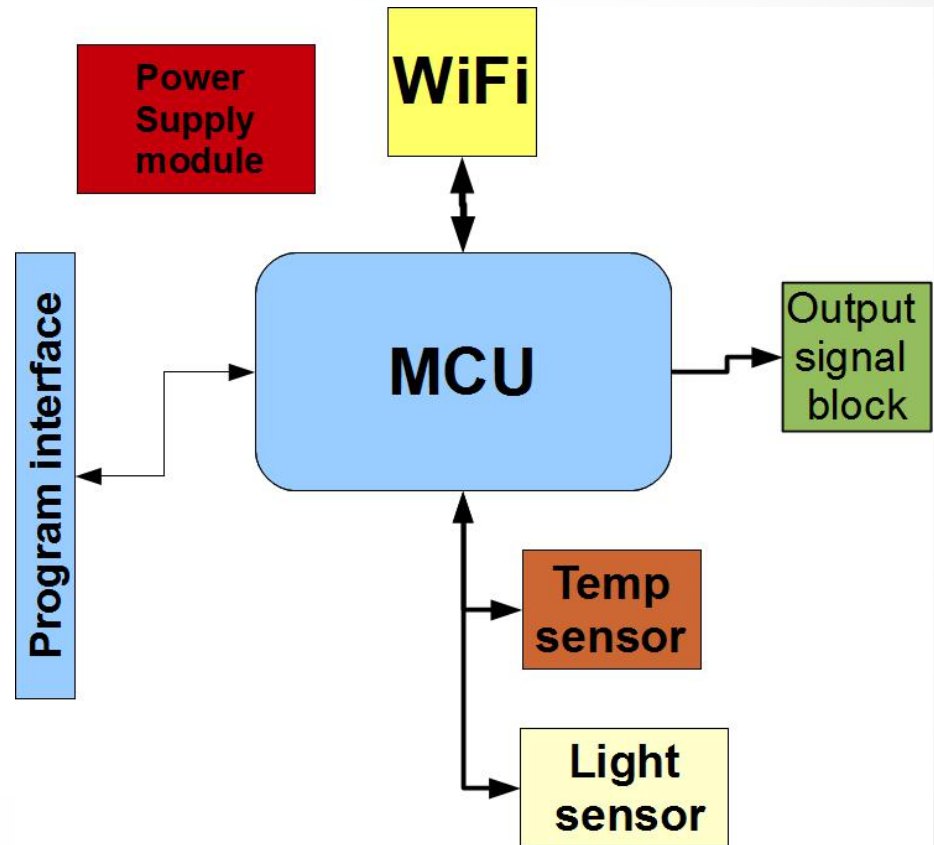 Power
Supply
module
WiFi
Program interface
MCU
Output
signal
block
Temp
sensor
Light
sensor